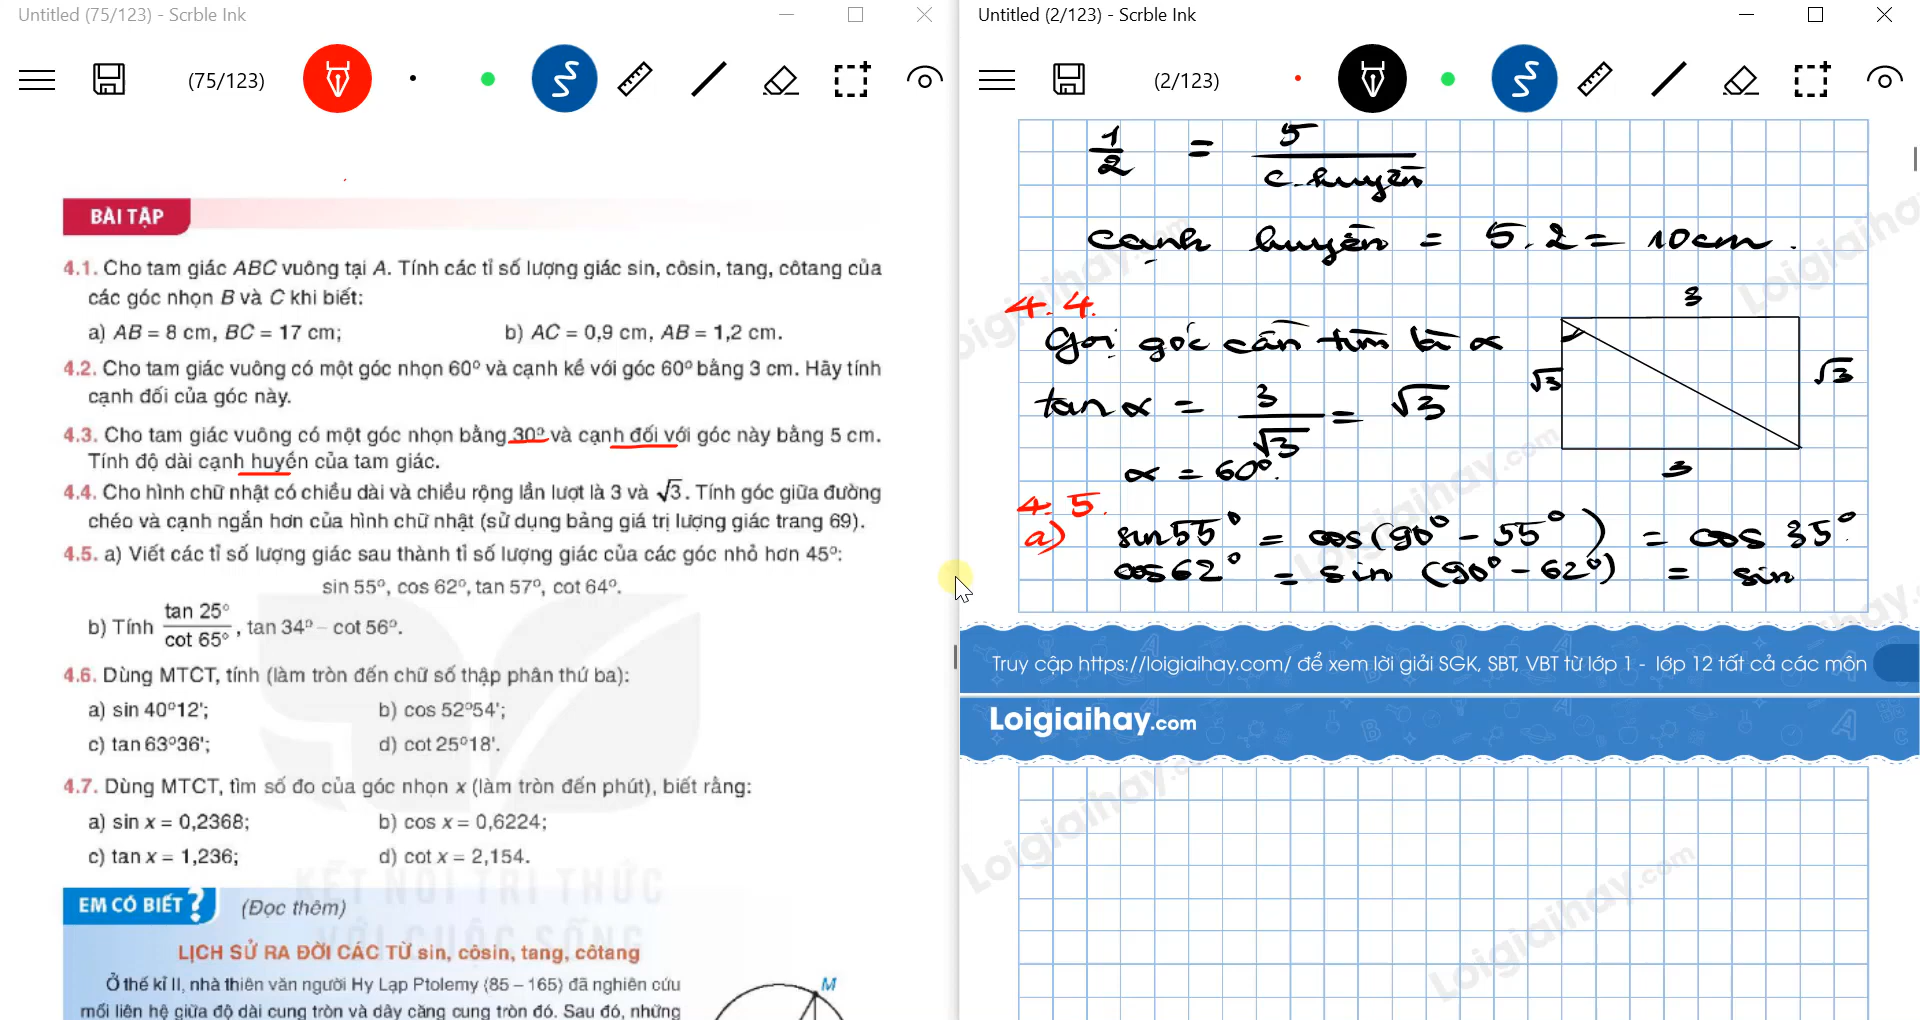 Untitled (75/123) - Scrble Ink
(75/123)
BÀI TẬP
4.1. Cho tam giác ABC vuông tại A. Tính các tỉ số lượng giác sin, côsin, tang, côtang của
các góc nhọn B và C khi biết:
a) AB = 8 cm, BC = 17 cm; b) AC = 0,9 cm, AB = 1,2 cm.
4.2. Cho tam giác vuông có một góc nhọn 60° và cạnh kề với góc 60° bằng 3 cm. Hãy tính
cạnh đối của góc này.
4.3. Cho tam giác vuông có một góc nhọn bằng 30° và cạnh đối với góc này bằng 5 cm.
Tính độ dài cạnh huyền của tam giác.
4.4. Cho hình chữ nhật có chiều dài và chiều rộng lần lượt là 3 và √3. Tính góc giữa đường
chéo và cạnh ngắn hơn của hình chữ nhật (sử dụng bảng giá trị lượng giác trang 69).
4.5. a) Viết các tỉ số lượng giác sau thành tỉ số lượng giác của các góc nhỏ hơn 45°:
sin 55°, cos 62°, tan 57°, cot 64°.
b) Tính tan 25°/cot 65°, tan 34° – cot 56°.
4.6. Dùng MTCT, tính (làm tròn đến chữ số thập phân thứ ba):
a) sin 40°12'; b) cos 52°54';
c) tan 63°36'; d) cot 25°18'.
4.7. Dùng MTCT, tìm số đo của góc nhọn x (làm tròn đến phút), biết rằng:
a) sin x = 0,2368; b) cos x = 0,6224;
c) tan x = 1,236; d) cot x = 2,154.
KẾT NỐI TRI THỨC
VỚI CUỘC SỐNG
EM CÓ BIẾT ? (Đọc thêm)
LỊCH SỬ RA ĐỜI CÁC TỪ sin, côsin, tang, côtang
Ở thế kỉ II, nhà thiên văn người Hy Lạp Ptolemy (85 – 165) đã nghiên cứu
mối liên hệ giữa độ dài cung tròn và dây căng cung tròn đó. Sau đó, những
M
Untitled (2/123) - Scrble Ink
(2/123)
1/2 = 5/c.huyền
cạnh huyền = 5.2 = 10cm.
4.4.
Gọi góc cần tìm là α
tan α = 3/√3 = √3
α = 60°.
3
√3
√3
3
4.5.
a) sin55° = cos(90° - 55°) = cos 35°.
cos62° = sin (90° - 62°) = sin
Truy cập https://loigiaihay.com/ để xem lời giải SGK, SBT, VBT từ lớp 1 - lớp 12 tất cả các môn
Loigiaihay.com
Loigiaihay.com
Loigiaihay.com